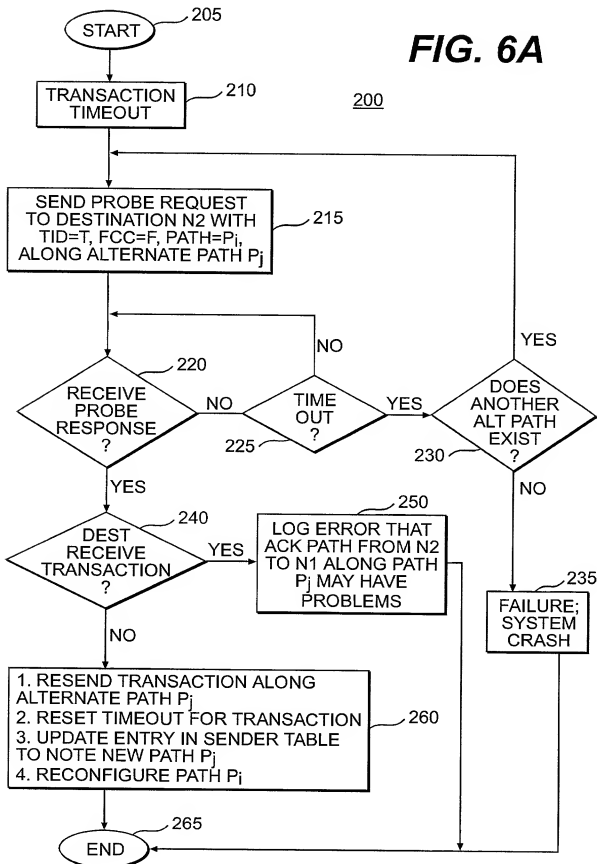 START
205
FIG. 6A
TRANSACTION
TIMEOUT
210
200
SEND PROBE REQUEST
TO DESTINATION N2 WITH
TID=T, FCC=F, PATH=Pi,
ALONG ALTERNATE PATH Pj
215
NO
YES
220
RECEIVE
PROBE
RESPONSE
?
NO
TIME
OUT
?
225
YES
DOES
ANOTHER
ALT PATH
EXIST
?
230
YES
NO
240
DEST
RECEIVE
TRANSACTION
?
YES
250
LOG ERROR THAT
ACK PATH FROM N2
TO N1 ALONG PATH
Pj MAY HAVE
PROBLEMS
235
FAILURE;
SYSTEM
CRASH
NO
1. RESEND TRANSACTION ALONG
ALTERNATE PATH Pj
2. RESET TIMEOUT FOR TRANSACTION
3. UPDATE ENTRY IN SENDER TABLE
TO NOTE NEW PATH Pj
4. RECONFIGURE PATH Pi
260
END
265